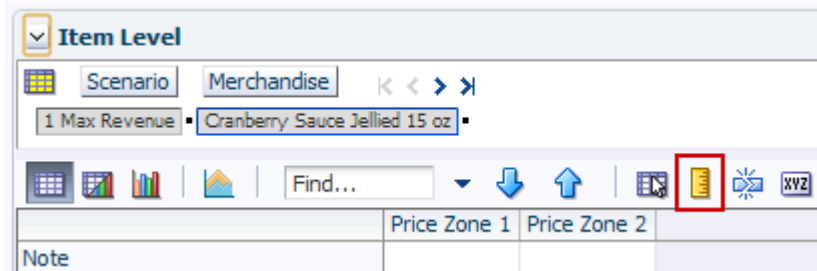 Item Level
Scenario Merchandise
1 Max Revenue Cranberry Sauce Jellied 15 oz
Find... XYZ
Price Zone 1 Price Zone 2
Note